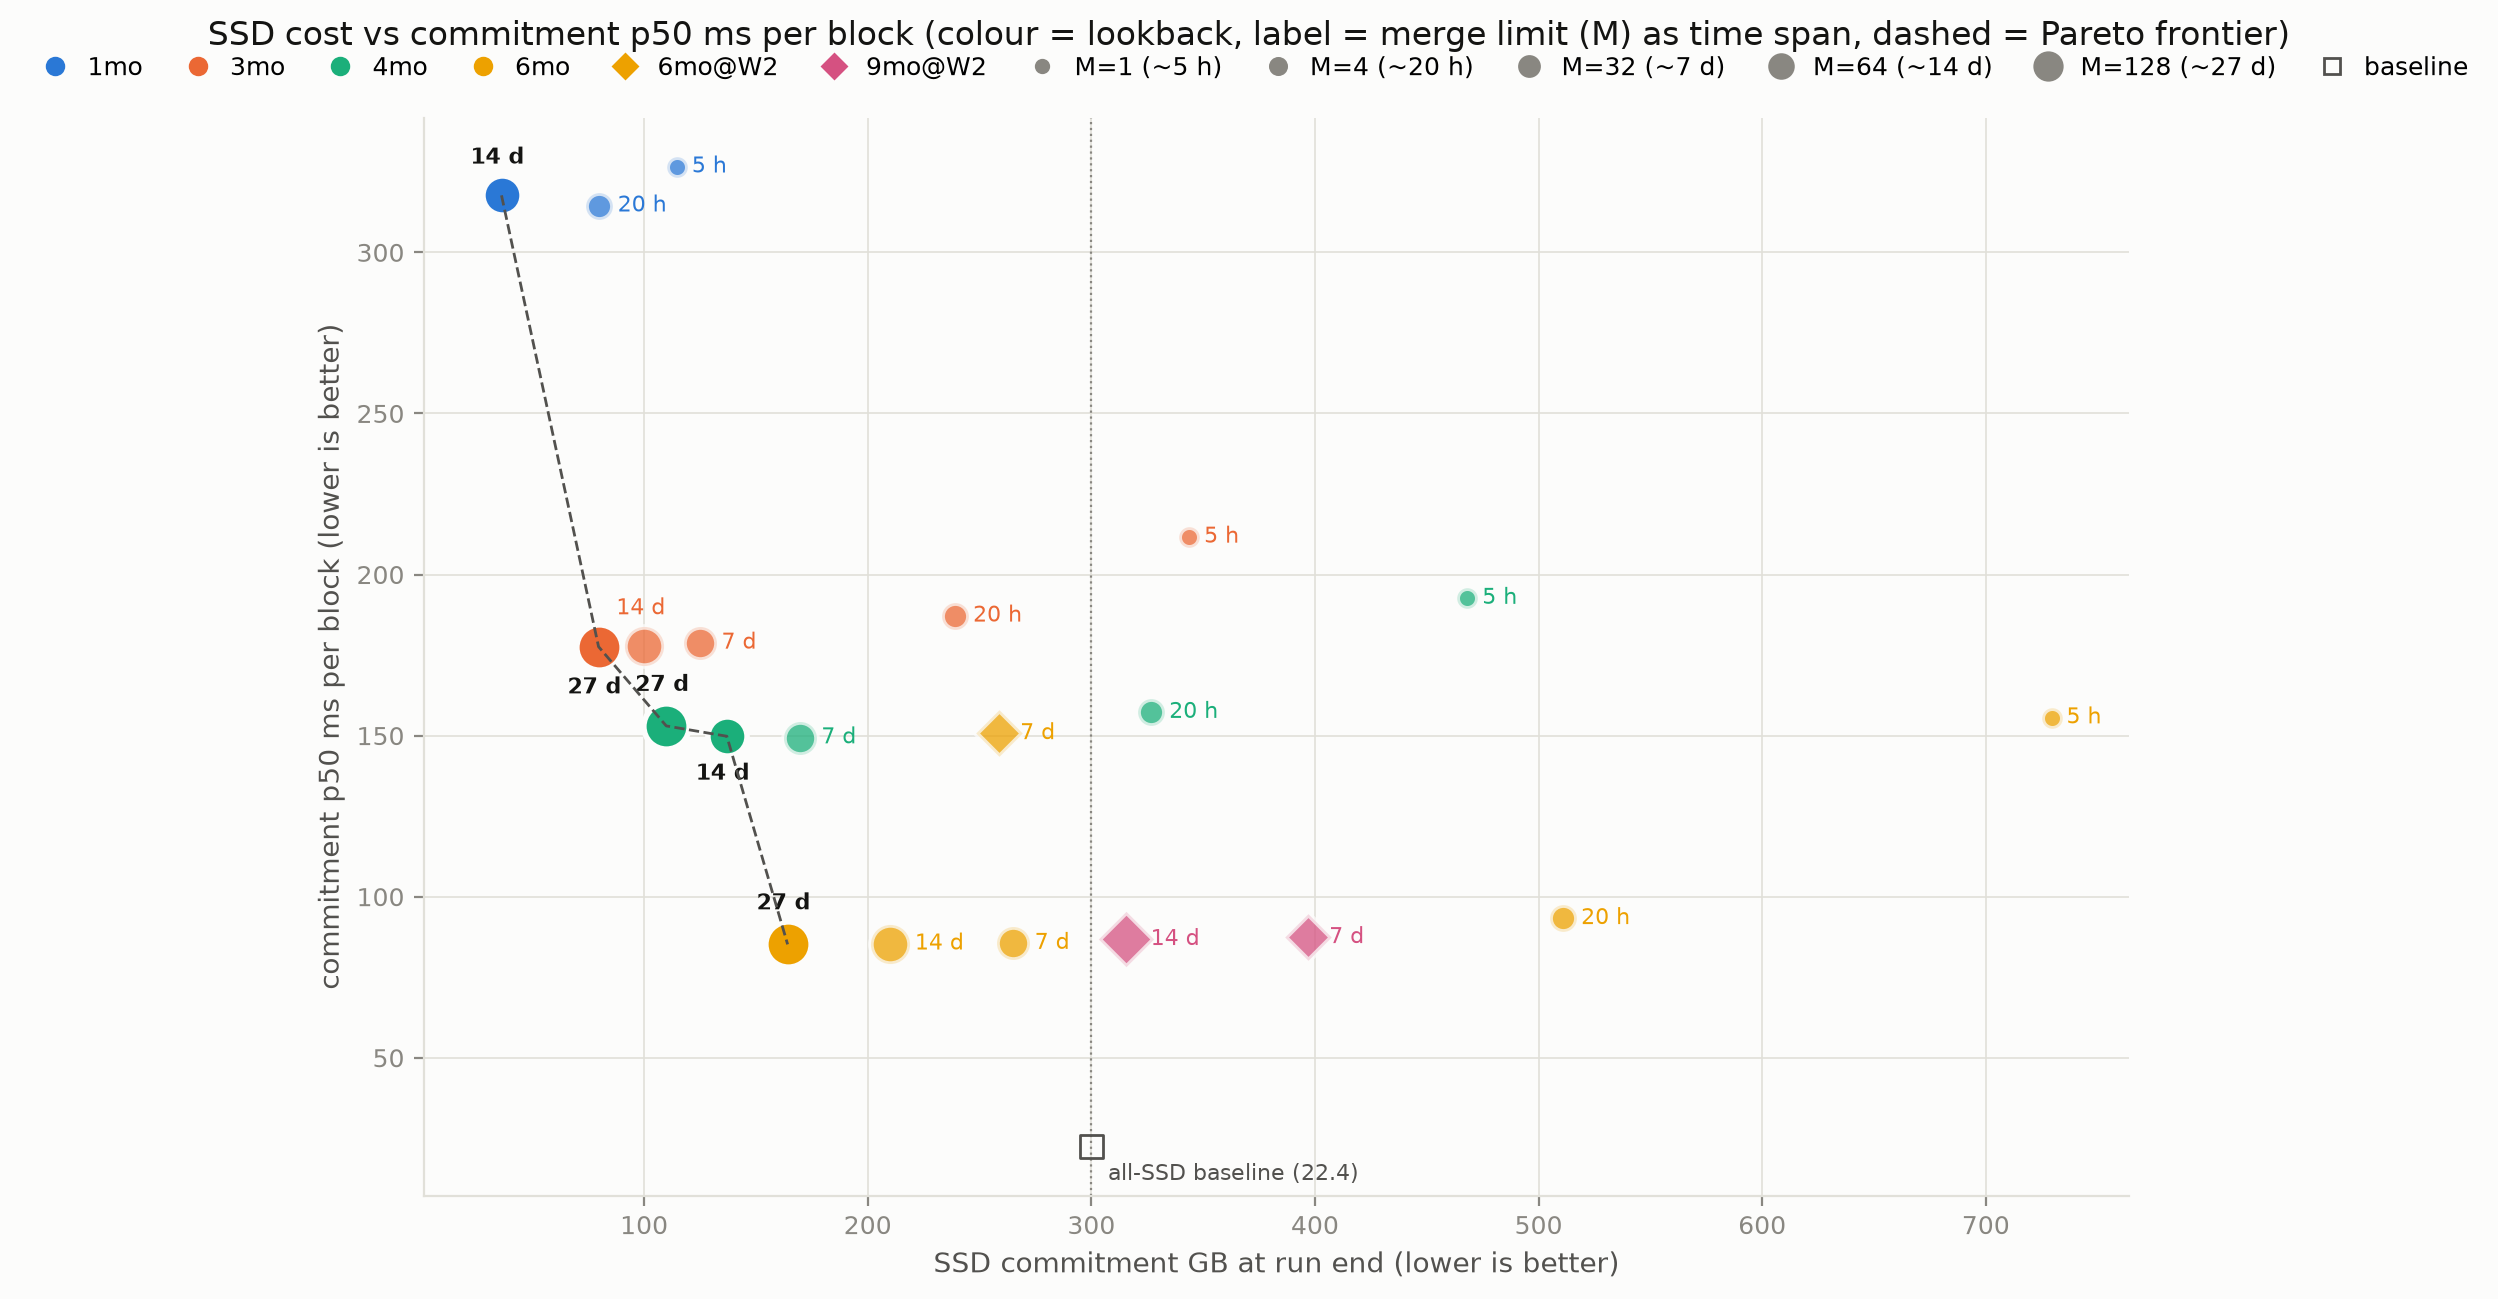 SSD cost vs commitment p50 ms per block (colour = lookback, label = merge limit (M) as time span, dashed = Pareto frontier)
1mo 3mo 4mo 6mo 6mo@W2 9mo@W2 M=1 (~5 h) M=4 (~20 h) M=32 (~7 d) M=64 (~14 d) M=128 (~27 d) baseline
commitment p50 ms per block (lower is better)
14 d
5 h
20 h
300
250
200
5 h
5 h
14 d
20 h
7 d
27 d
27 d
20 h
5 h
150
7 d
7 d
14 d
100
27 d
20 h
14 d
7 d
14 d
7 d
50
all-SSD baseline (22.4)
100 200 300 400 500 600 700
SSD commitment GB at run end (lower is better)